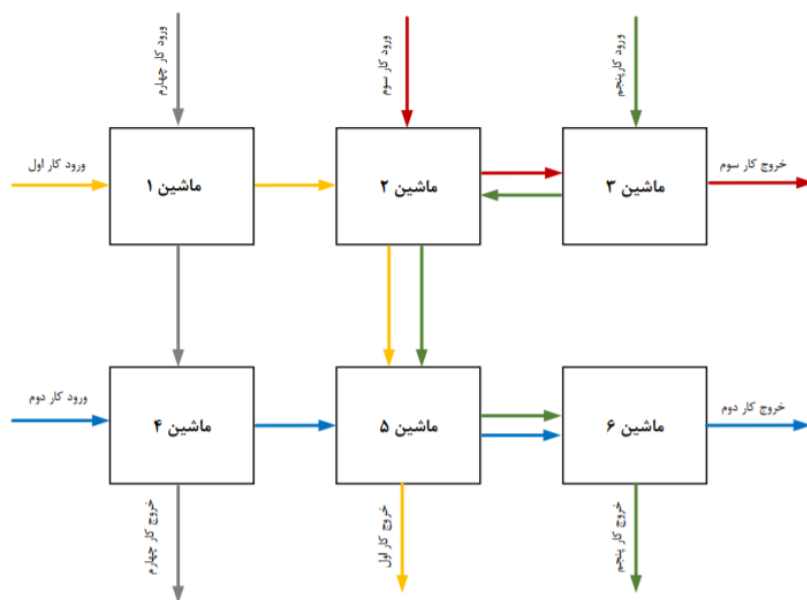 ورود کار چهارم
ورود کار سوم
ورود کارپنجم
ورود کار اول
ماشین ۱
ماشین ۲
ماشین ۳
خروج کار سوم
ورود کار دوم
ماشین ۴
ماشین ۵
ماشین ۶
خروج کار دوم
خروج کار چهارم
خروج کار اول
خروج کار پنجم